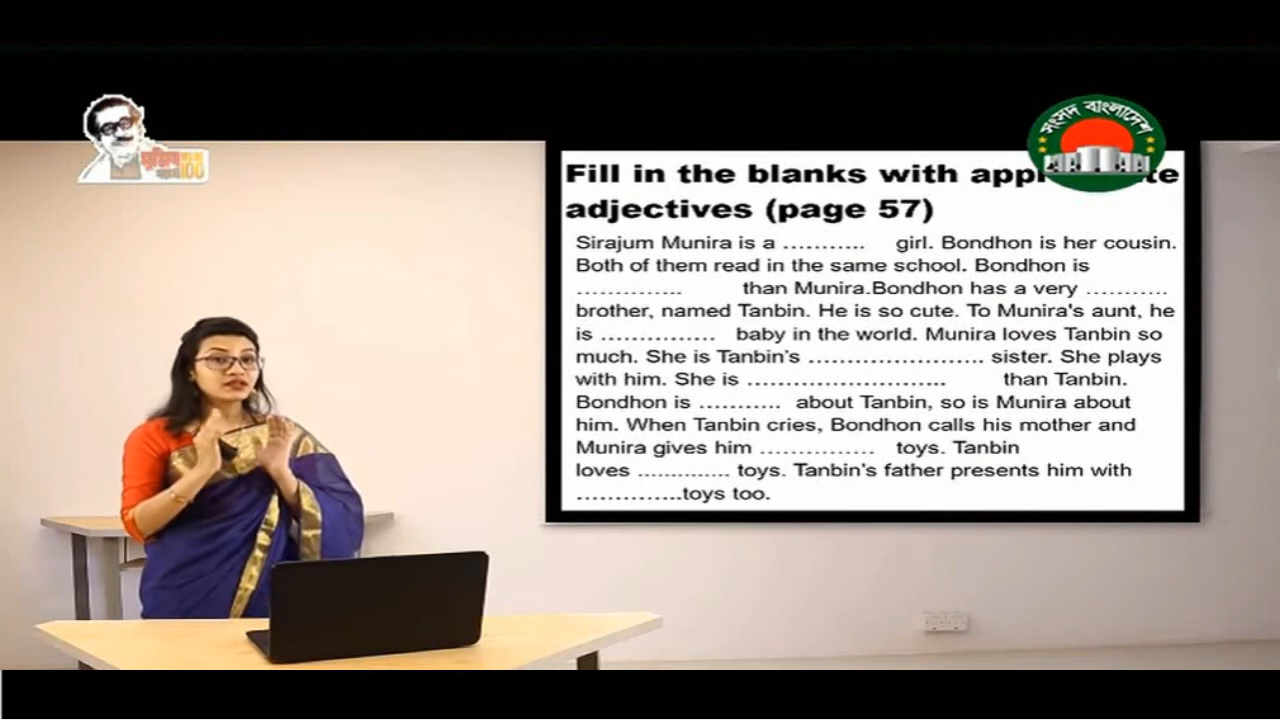 মুজিব
100
সংসদ বাংলাদেশ
Fill in the blanks with app te
adjectives (page 57)
Sirajum Munira is a ……….. girl. Bondhon is her cousin.
Both of them read in the same school. Bondhon is
………….. than Munira.Bondhon has a very ………..
brother, named Tanbin. He is so cute. To Munira's aunt, he
is …………… baby in the world. Munira loves Tanbin so
much. She is Tanbin’s ………………….. sister. She plays
with him. She is …………………….. than Tanbin.
Bondhon is ……….. about Tanbin, so is Munira about
him. When Tanbin cries, Bondhon calls his mother and
Munira gives him …………… toys. Tanbin
loves …………. toys. Tanbin’s father presents him with
…………..toys too.